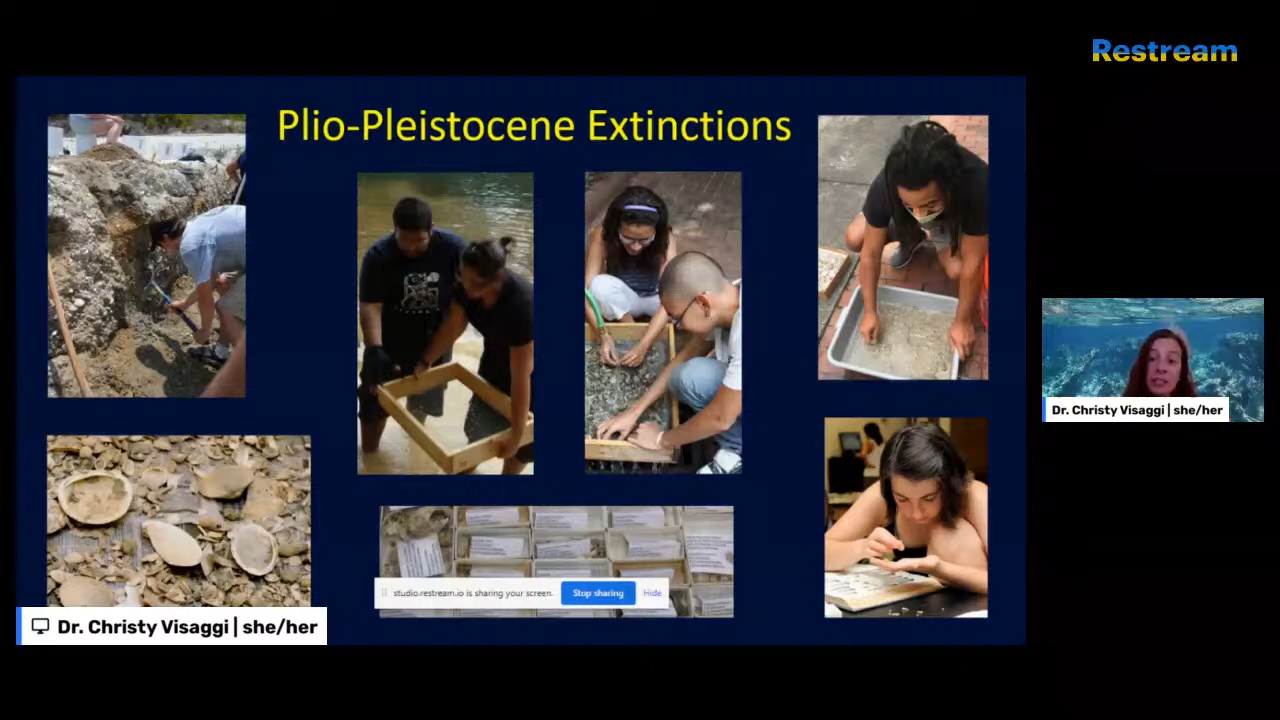 Restream
Plio-Pleistocene Extinctions
Dr. Christy Visaggi | she/her
studio.restream.io is sharing your screen. Stop sharing Hide
Dr. Christy Visaggi | she/her